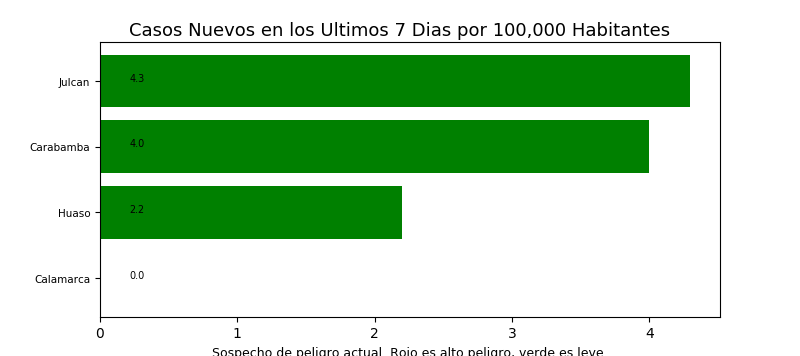 Casos Nuevos en los Ultimos 7 Dias por 100,000 Habitantes
Julcan 4.3
Carabamba 4.0
Huaso 2.2
Calamarca 0.0
0 1 2 3 4
Sospecho de peligro actual. Rojo es alto peligro, verde es leve